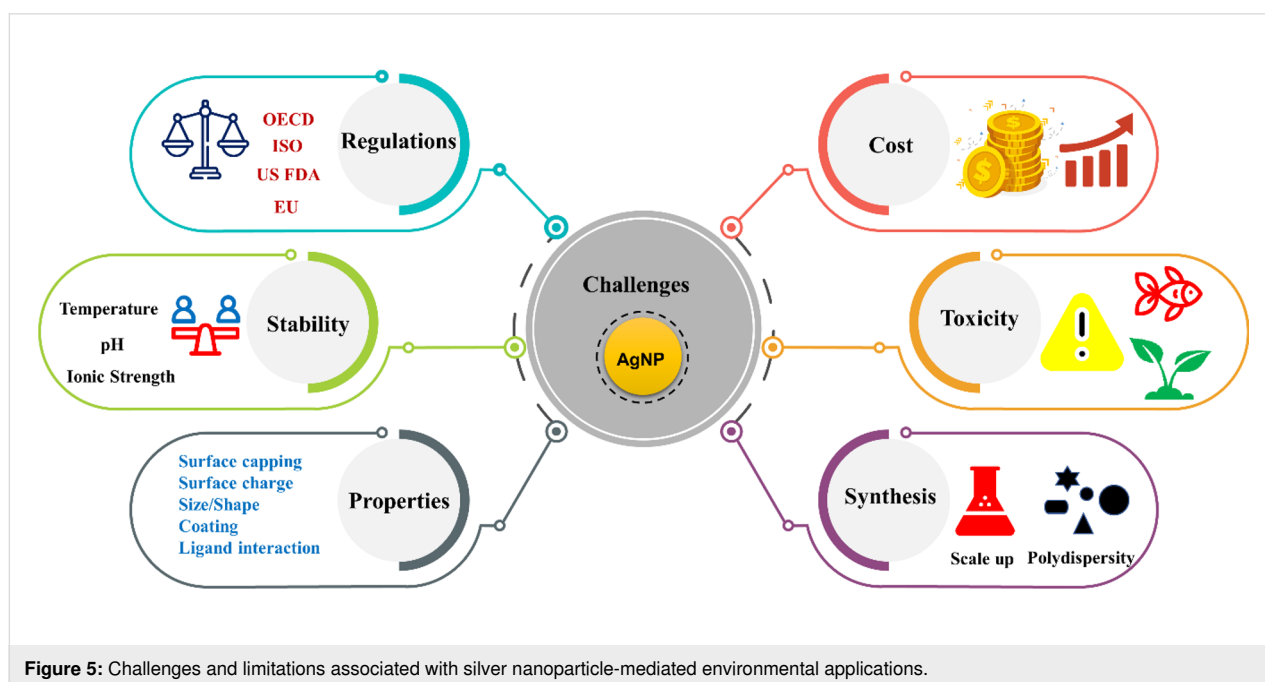 OECD
ISO
US FDA
EU
Regulations
Cost
$
$
Temperature
pH
Ionic Strength
Stability
Challenges
AgNP
Toxicity
!
Surface capping
Surface charge
Size/Shape
Coating
Ligand interaction
Properties
Synthesis
Scale up
Polydispersity
Figure 5: Challenges and limitations associated with silver nanoparticle-mediated environmental applications.